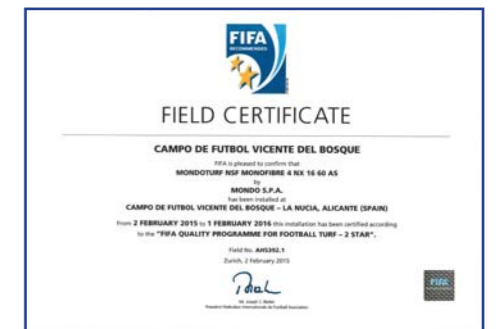 FIFA
RECOMMENDED
FIELD CERTIFICATE
CAMPO DE FUTBOL VICENTE DEL BOSQUE
FIFA is pleased to confirm that
MONDOTURF NSF MONOFIBRE 4 NX 16 60 AS
by
MONDO S.P.A.
has been installed at
CAMPO DE FUTBOL VICENTE DEL BOSQUE – LA NUCIA, ALICANTE (SPAIN)
From 2 FEBRUARY 2015 to 1 FEBRUARY 2016 this installation has been certified according
to the "FIFA QUALITY PROGRAMME FOR FOOTBALL TURF – 2 STAR".
Field No. AH5392.1
Zurich, 2 February 2015
Mr. Joseph S. Blatter
President Fédération Internationale de Football Association
FIFA